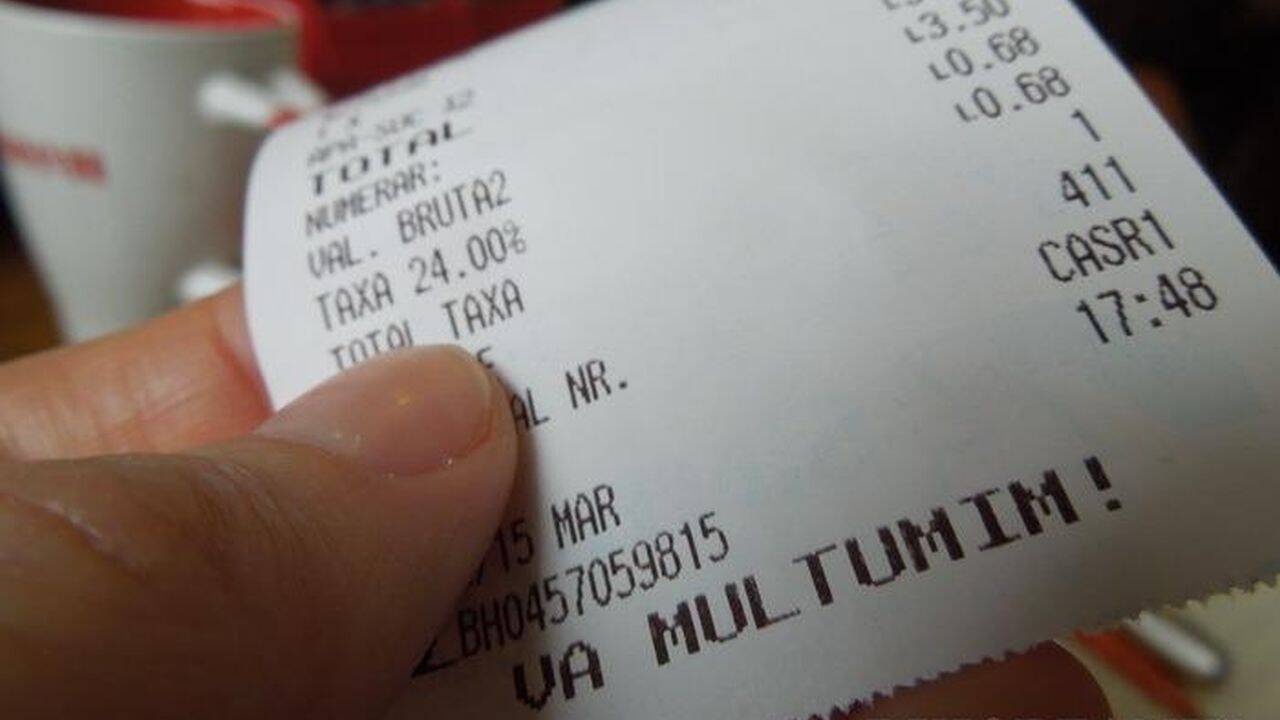 TOTAL
NUMERAR: L3.50
VAL. BRUTA2 L0.68
TAXA 24.00% L0.68
TOTAL TAXA 1
411
AL NR. CASR1
17:48
15 MAR
BH0457059815
VA MULTUMIM!